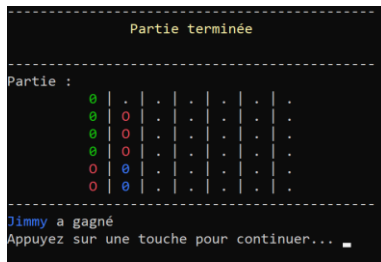 ---------------------------------------------
Partie terminée
---------------------------------------------
Partie :
0 | . | . | . | . | . | .
0 | O | . | . | . | . | .
0 | O | . | . | . | . | .
0 | O | . | . | . | . | .
O | 0 | . | . | . | . | .
O | 0 | . | . | . | . | .
---------------------------------------------
Jimmy a gagné
Appuyez sur une touche pour continuer...